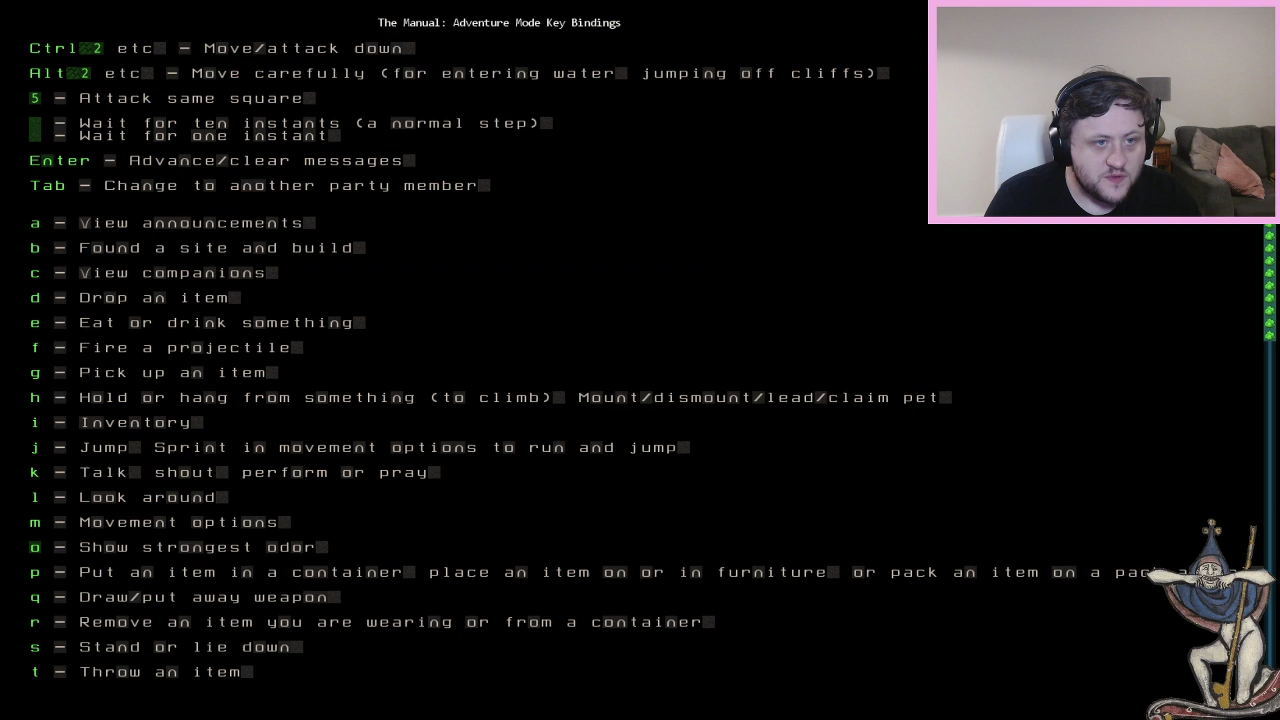 The Manual: Adventure Mode Key Bindings
Ctrl 2 etc - Move/attack down
Alt 2 etc - Move carefully (for entering water jumping off cliffs)
5 - Attack same square
- Wait for ten instants (a normal step)
- Wait for one instant
Enter - Advance/clear messages
Tab - Change to another party member
a - View announcements
b - Found a site and build
c - View companions
d - Drop an item
e - Eat or drink something
f - Fire a projectile
g - Pick up an item
h - Hold or hang from something (to climb) Mount/dismount/lead/claim pet
i - Inventory
j - Jump Sprint in movement options to run and jump
k - Talk shout perform or pray
l - Look around
m - Movement options
o - Show strongest odor
p - Put an item in a container place an item on or in furniture or pack an item on a
q - Draw/put away weapon
r - Remove an item you are wearing or from a container
s - Stand or lie down
t - Throw an item